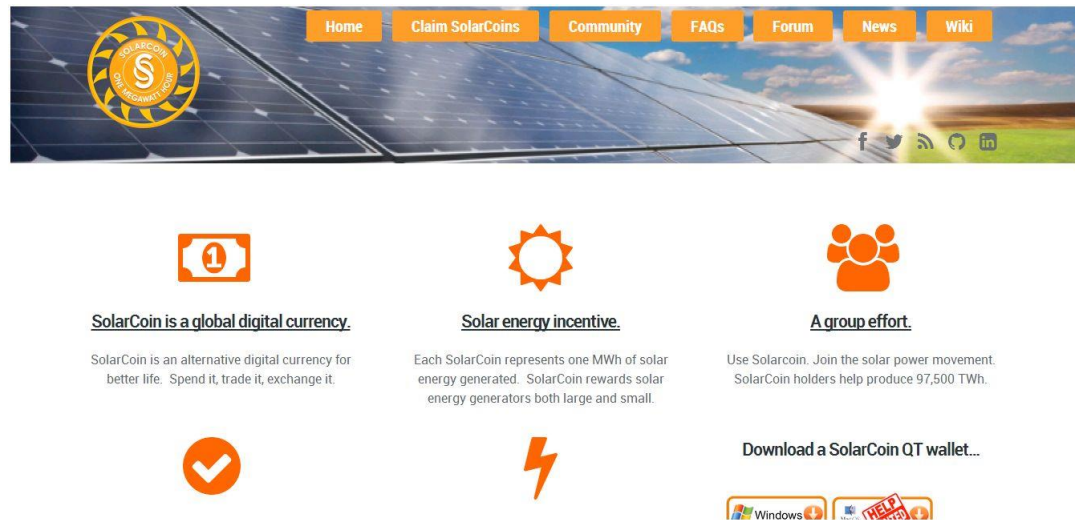 Home Claim SolarCoins Community FAQs Forum News Wiki
SOLARCOIN
S
ONE MEGAWATT HOUR
1
SolarCoin is a global digital currency.
SolarCoin is an alternative digital currency for
better life. Spend it, trade it, exchange it.
Solar energy incentive.
Each SolarCoin represents one MWh of solar
energy generated. SolarCoin rewards solar
energy generators both large and small.
A group effort.
Use Solarcoin. Join the solar power movement.
SolarCoin holders help produce 97,500 TWh.
Download a SolarCoin QT wallet...
Windows
HELP